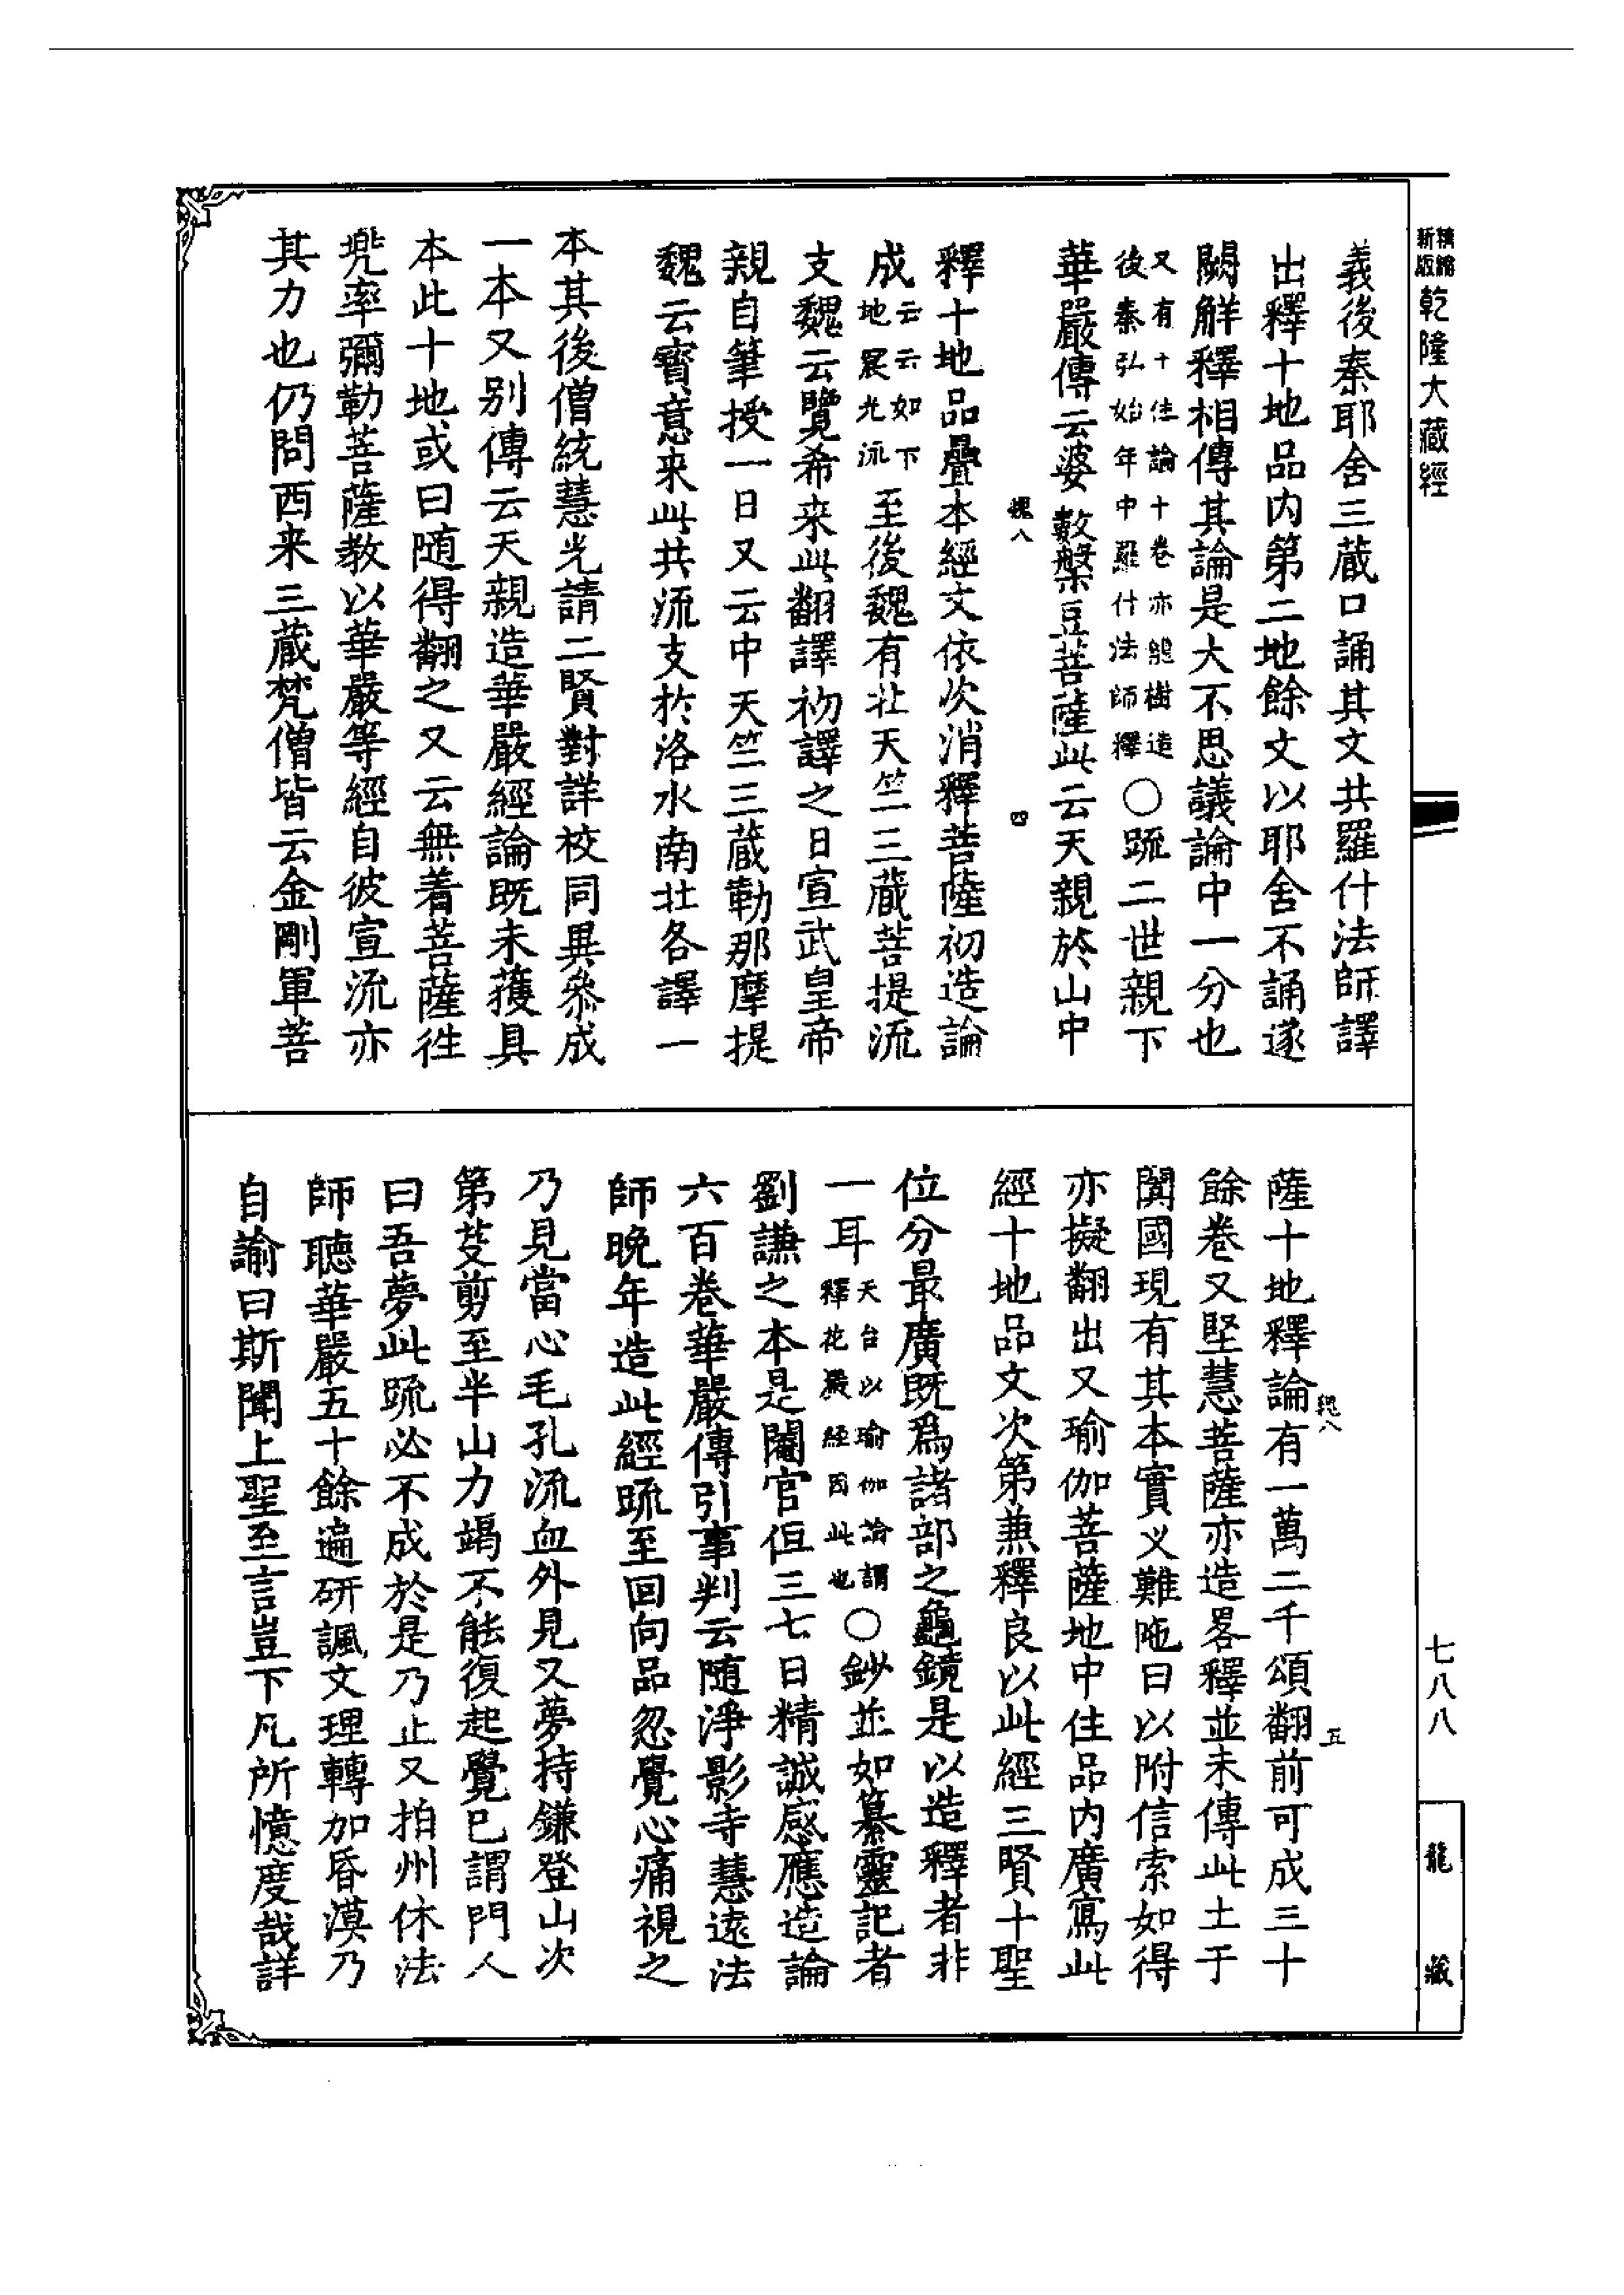 新編
精縮版
乾隆大藏經
義後秦耶舍三藏口誦其文共羅什法師譯
出釋十地品內第二地餘文以耶舍不誦遂
闕解釋相傳其論是大不思議論中一分也
又有十住論十卷亦龍樹造
後秦弘始年中羅什法師釋
○䟽二世親下
華嚴傳云婆藪槃豆菩薩此云天親於山中
魏八
四
釋十地品疊本經文依次消釋菩薩初造論
成
云云如下
地震光流
至後魏有北天竺三藏菩提流
支魏云覺希来此翻譯初譯之日宣武皇帝
親自筆授一日又云中天竺三藏勒那摩提
魏云寶意来此共流支於洛水南北各譯一
本其後僧統慧光請二賢對詳校同異叅成
一本又别傳云天親造華嚴經論既未獲具
本此十地或曰随得翻之又云無着菩薩徃
兠率彌勒菩薩教以華嚴等經自彼宣流亦
其力也仍問西来三藏梵僧皆云金剛軍菩
薩十地釋論有一萬二千頌翻前可成三十
魏八
五
餘卷又堅慧菩薩亦造畧釋並未傳此土于
闐國現有其本實义難陁曰以附信索如得
亦擬翻出又瑜伽菩薩地中住品内廣寫此
經十地品文次第兼釋良以此經三賢十聖
位分最廣既爲諸部之龜鏡是以造釋者非
一耳
天台以瑜伽論謂
釋花嚴經因此也
○鈔並如纂靈記者
劉謙之本是閹官但三七日精誠感應造論
六百卷華嚴傳引事判云随淨影寺慧遠法
師晚年造此經䟽至回向品忽覺心痛視之
乃見當心毛孔流血外見又夢持鎌登山次
第芟剪至半山力竭不能復起覺已謂門人
曰吾夢此䟽必不成於是乃止又拍州休法
師聽華嚴五十餘遍研諷文理轉加昏漠乃
自諭曰斯聞上聖至言豈下凡所憶度哉詳
七八八
龍藏